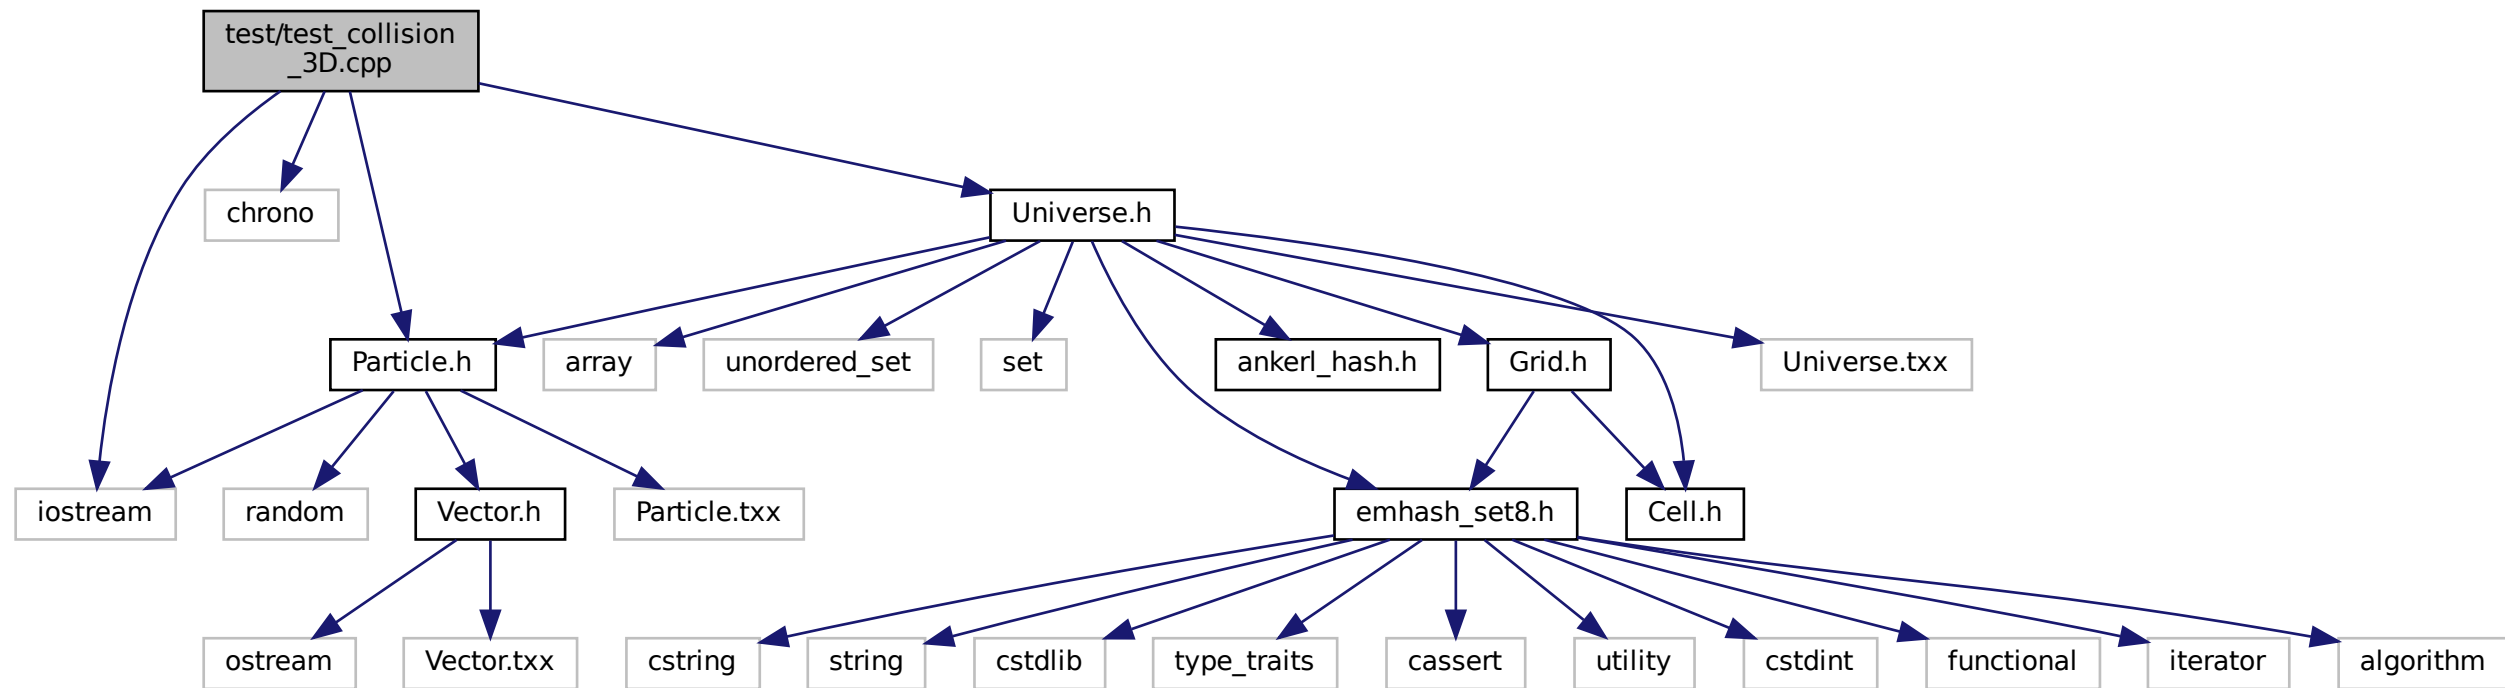 test/test_collision
_3D.cpp
chrono
Universe.h
Particle.h
array
unordered_set
set
ankerl_hash.h
Grid.h
Universe.txx
iostream
random
Vector.h
Particle.txx
emhash_set8.h
Cell.h
ostream
Vector.txx
cstring
string
cstdlib
type_traits
cassert
utility
cstdint
functional
iterator
algorithm